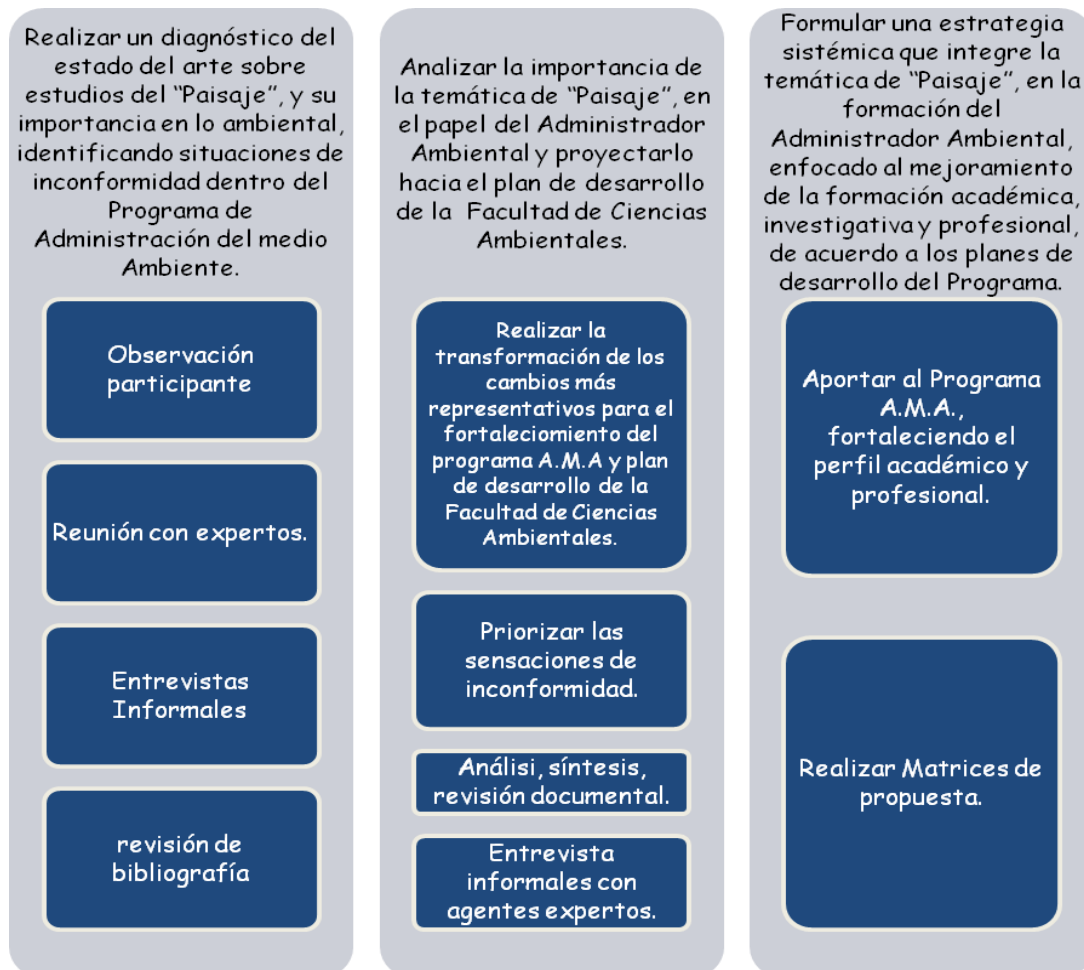 Realizar un diagnóstico del
estado del arte sobre
estudios del “Paisaje”, y su
importancia en lo ambiental,
identificando situaciones de
inconformidad dentro del
Programa de
Administración del medio
Ambiente.
Observación
participante
Reunión con expertos.
Entrevistas
Informales
revisión de
bibliografía
Analizar la importancia de
la temática de “Paisaje”, en
el papel del Administrador
Ambiental y proyectarlo
hacia el plan de desarrollo
de la Facultad de Ciencias
Ambientales.
Realizar la
transformación de los
cambios más
representativos para el
fortaleciomiento del
programa A.M.A y plan
de desarrollo de la
Facultad de Ciencias
Ambientales.
Priorizar las
sensaciones de
inconformidad.
Análisi, síntesis,
revisión documental.
Entrevista
informales con
agentes expertos.
Formular una estrategia
sistémica que integre la
temática de “Paisaje”, en la
formación del
Administrador Ambiental,
enfocado al mejoramiento
de la formación académica,
investigativa y profesional,
de acuerdo a los planes de
desarrollo del Programa.
Aportar al Programa
A.M.A.,
fortaleciendo el
perfil académico y
profesional.
Realizar Matrices de
propuesta.